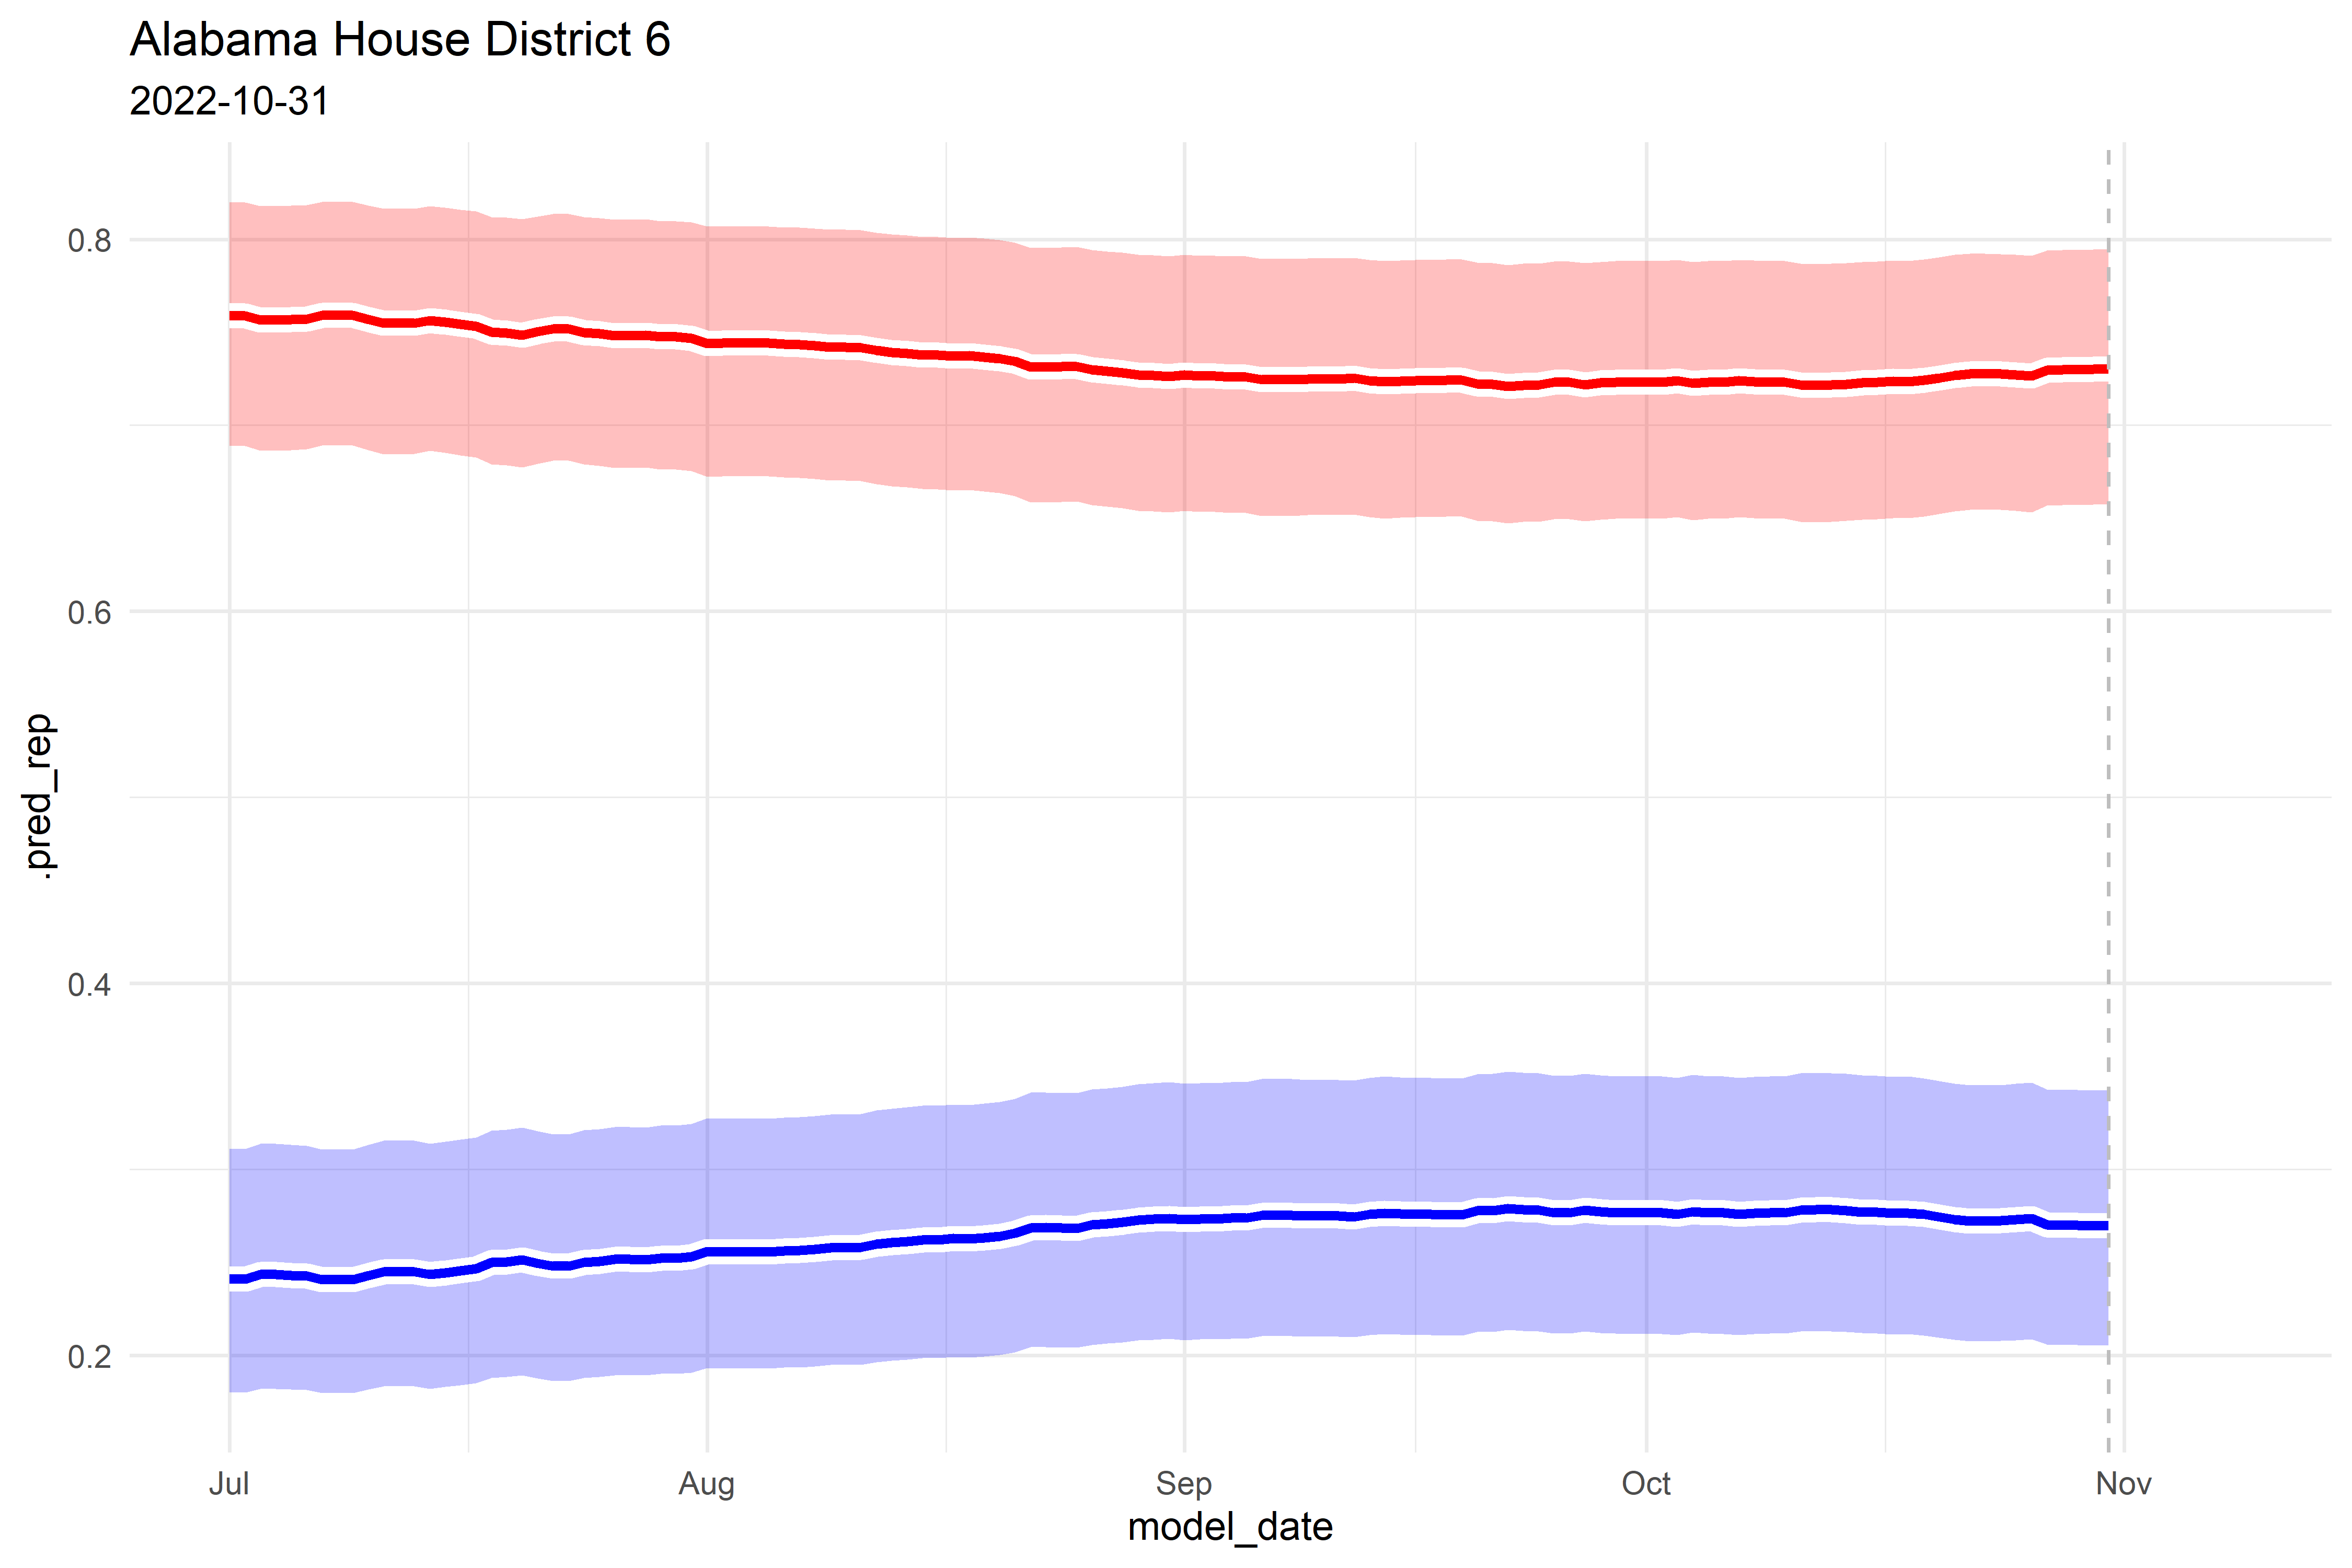 Alabama House District 6
2022-10-31
0.8
0.6
0.4
0.2
.pred_rep
Jul Aug Sep Oct Nov
model_date